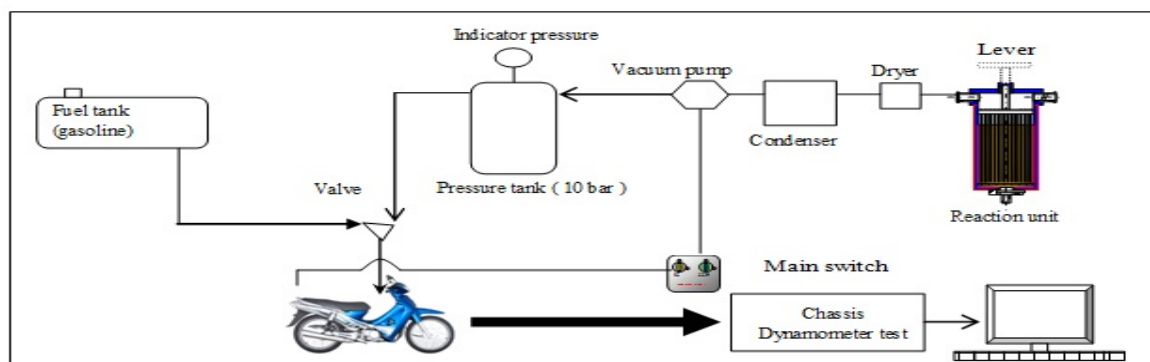 Indicator pressure
Lever
Vacuum pump
Dryer
Fuel tank
(gasoline)
Condenser
Valve
Pressure tank ( 10 bar )
Reaction unit
Main switch
Chassis
Dynamometer test